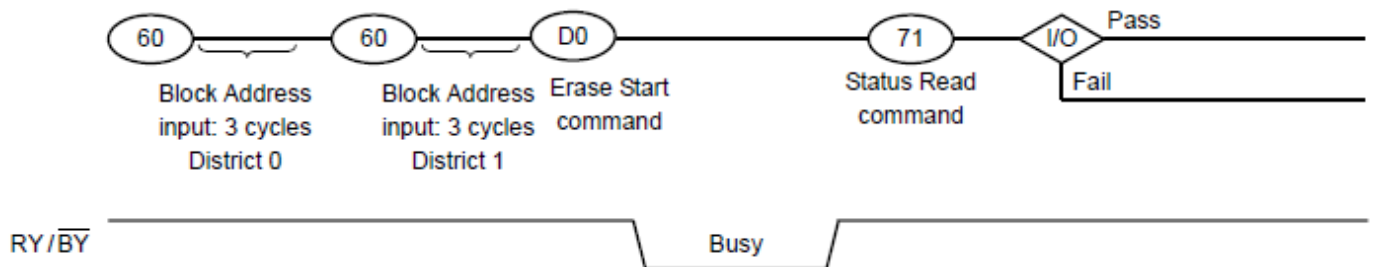 60
60
D0
71
I/O
Pass
Fail
Block Address
input: 3 cycles
District 0
Block Address
input: 3 cycles
District 1
Erase Start
command
Status Read
command
RY/B̅Y̅
Busy